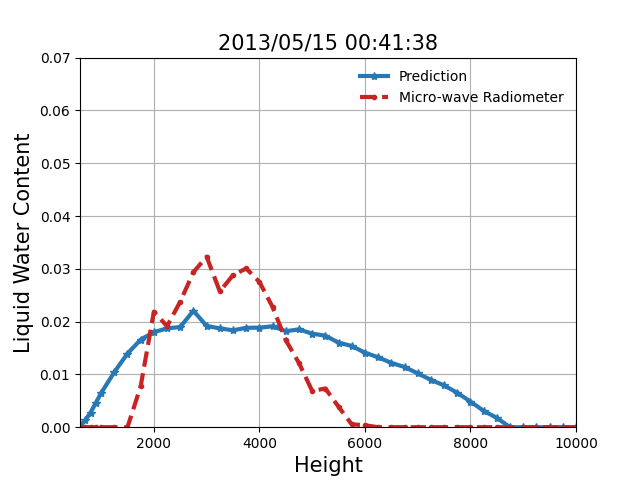 2013/05/15 00:41:38
Prediction
Micro-wave Radiometer
Liquid Water Content
0.07
0.06
0.05
0.04
0.03
0.02
0.01
0.00
2000 4000 6000 8000 10000
Height